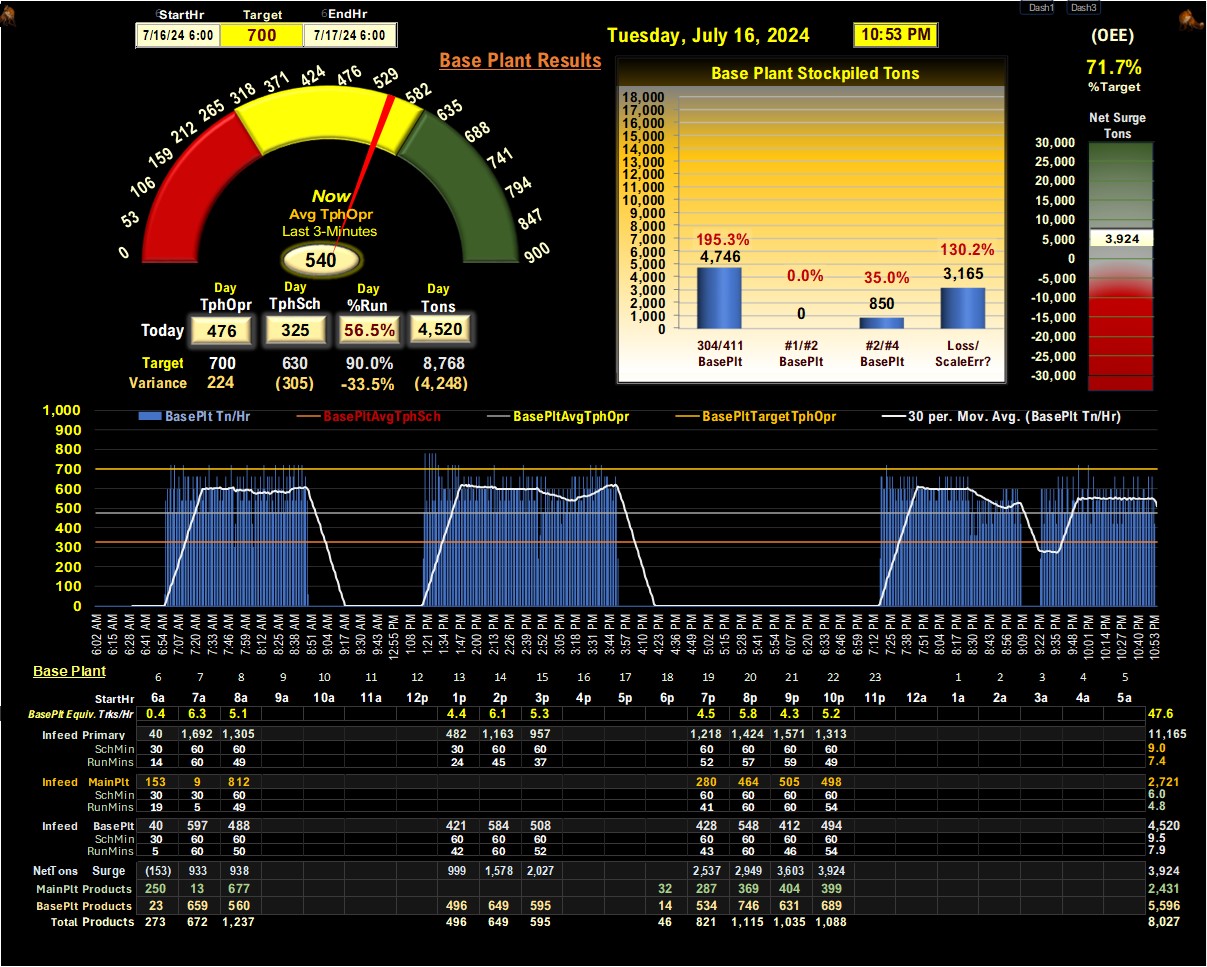 Dash1 Dash3
StartHr Target 6EndHr
7/16/24 6:00 700 7/17/24 6:00
Tuesday, July 16, 2024 10:53 PM
(OEE)
71.7%
%Target
Base Plant Results
0 53 106 159 212 265 318 371 424 476 529 582 635 688 741 794 847 900
Now
Avg TphOpr
Last 3-Minutes
540
Day Day Day Day
TphOpr TphSch %Run Tons
Today 476 325 56.5% 4,520
Target 700 630 90.0% 8,768
Variance 224 (305) -33.5% (4,248)
Base Plant Stockpiled Tons
18,000
17,000
16,000
15,000
14,000
13,000
12,000
11,000
10,000
9,000
8,000
7,000
6,000
5,000
4,000
3,000
2,000
1,000
0
195.3% 0.0% 35.0% 130.2%
4,746 0 850 3,165
304/411 #1/#2 #2/#4 Loss/
BasePlt BasePlt BasePlt ScaleErr?
Net Surge
Tons
30,000
25,000
20,000
15,000
10,000
5,000
0
-5,000
-10,000
-15,000
-20,000
-25,000
-30,000
3,924
BasePlt Tn/Hr BasePltAvgTphSch BasePltAvgTphOpr BasePltTargetTphOpr 30 per. Mov. Avg. (BasePlt Tn/Hr)
1,000
900
800
700
600
500
400
300
200
100
0
6:02 AM 6:15 AM 6:28 AM 6:41 AM 6:54 AM 7:07 AM 7:20 AM 7:33 AM 7:46 AM 7:59 AM 8:12 AM 8:25 AM 8:38 AM 8:51 AM 9:04 AM 9:17 AM 9:30 AM 9:43 AM 12:55 PM 1:08 PM 1:21 PM 1:34 PM 1:47 PM 2:00 PM 2:13 PM 2:26 PM 2:39 PM 2:52 PM 3:05 PM 3:18 PM 3:31 PM 3:44 PM 3:57 PM 4:10 PM 4:23 PM 4:36 PM 4:49 PM 5:02 PM 5:15 PM 5:28 PM 5:41 PM 5:54 PM 6:07 PM 6:20 PM 6:33 PM 6:46 PM 6:59 PM 7:12 PM 7:25 PM 7:38 PM 7:51 PM 8:04 PM 8:17 PM 8:30 PM 8:43 PM 8:56 PM 9:09 PM 9:22 PM 9:35 PM 9:48 PM 10:01 PM 10:14 PM 10:27 PM 10:40 PM 10:53 PM
Base Plant
6 7 8 9 10 11 12 13 14 15 16 17 18 19 20 21 22 23 1 2 3 4 5
StartHr 6a 7a 8a 9a 10a 11a 12p 1p 2p 3p 4p 5p 6p 7p 8p 9p 10p 11p 12a 1a 2a 3a 4a 5a
BasePlt Equiv. Trks/Hr 0.4 6.3 5.1 4.4 6.1 5.3 4.5 5.8 4.3 5.2 47.6
Infeed Primary 40 1,692 1,305 482 1,163 957 1,218 1,424 1,571 1,313 11,165
SchMin 30 60 60 30 60 60 60 60 60 60 9.0
RunMins 14 60 49 24 45 37 52 57 59 49 7.4
Infeed MainPlt 153 9 812 280 464 505 498 2,721
SchMin 30 30 60 60 60 60 60 6.0
RunMins 19 5 49 41 60 60 54 4.8
Infeed BasePlt 40 597 488 421 584 508 428 548 412 494 4,520
SchMin 30 60 60 60 60 60 60 60 60 60 9.5
RunMins 5 60 50 42 60 52 43 60 46 54 7.9
NetTons Surge (153) 933 938 999 1,578 2,027 2,537 2,949 3,603 3,924 3,924
MainPlt Products 250 13 677 32 287 369 404 399 2,431
BasePlt Products 23 659 560 496 649 595 14 534 746 631 689 5,596
Total Products 273 672 1,237 496 649 595 46 821 1,115 1,035 1,088 8,027